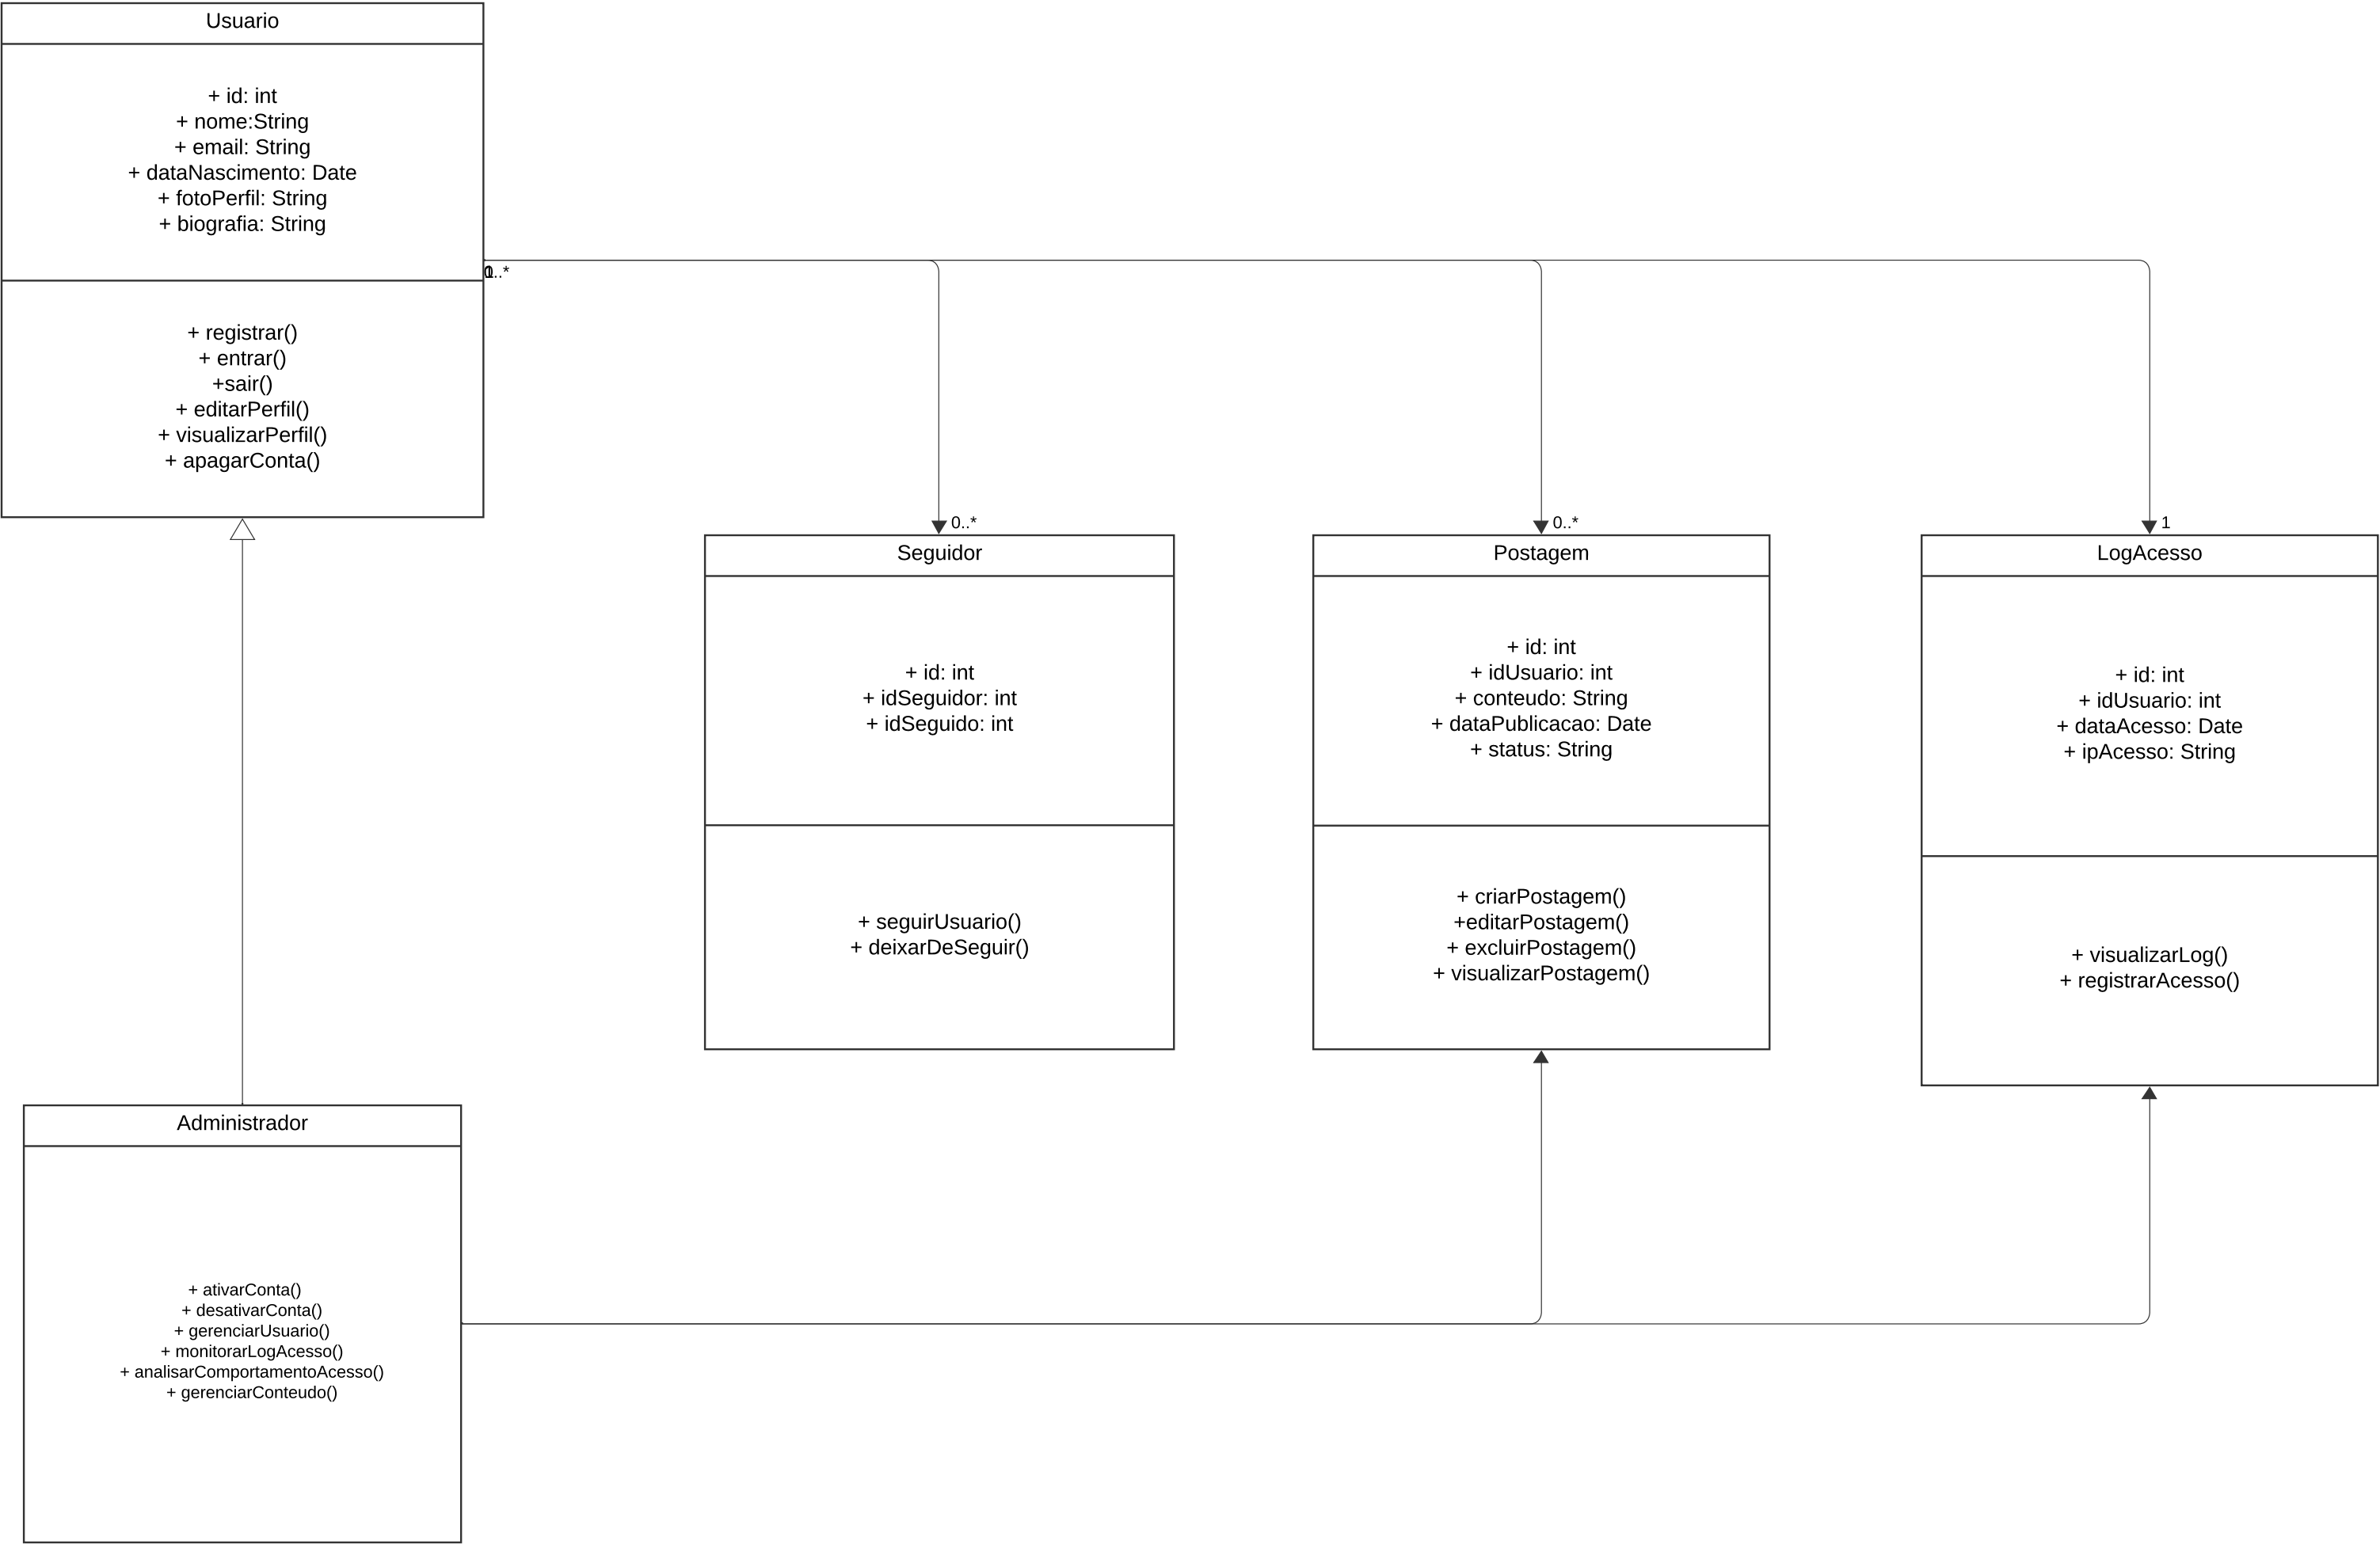 Usuario
+ id: int
+ nome:String
+ email: String
+ dataNascimento: Date
+ fotoPerfil: String
+ biografia: String
0..*
+ registrar()
+ entrar()
+sair()
+ editarPerfil()
+ visualizarPerfil()
+ apagarConta()
0..*
Seguidor
+ id: int
+ idSeguidor: int
+ idSeguido: int
+ seguirUsuario()
+ deixarDeSeguir()
0..*
Postagem
+ id: int
+ idUsuario: int
+ conteudo: String
+ dataPublicacao: Date
+ status: String
+ criarPostagem()
+editarPostagem()
+ excluirPostagem()
+ visualizarPostagem()
1
LogAcesso
+ id: int
+ idUsuario: int
+ dataAcesso: Date
+ ipAcesso: String
+ visualizarLog()
+ registrarAcesso()
Administrador
+ ativarConta()
+ desativarConta()
+ gerenciarUsuario()
+ monitorarLogAcesso()
+ analisarComportamentoAcesso()
+ gerenciarConteudo()